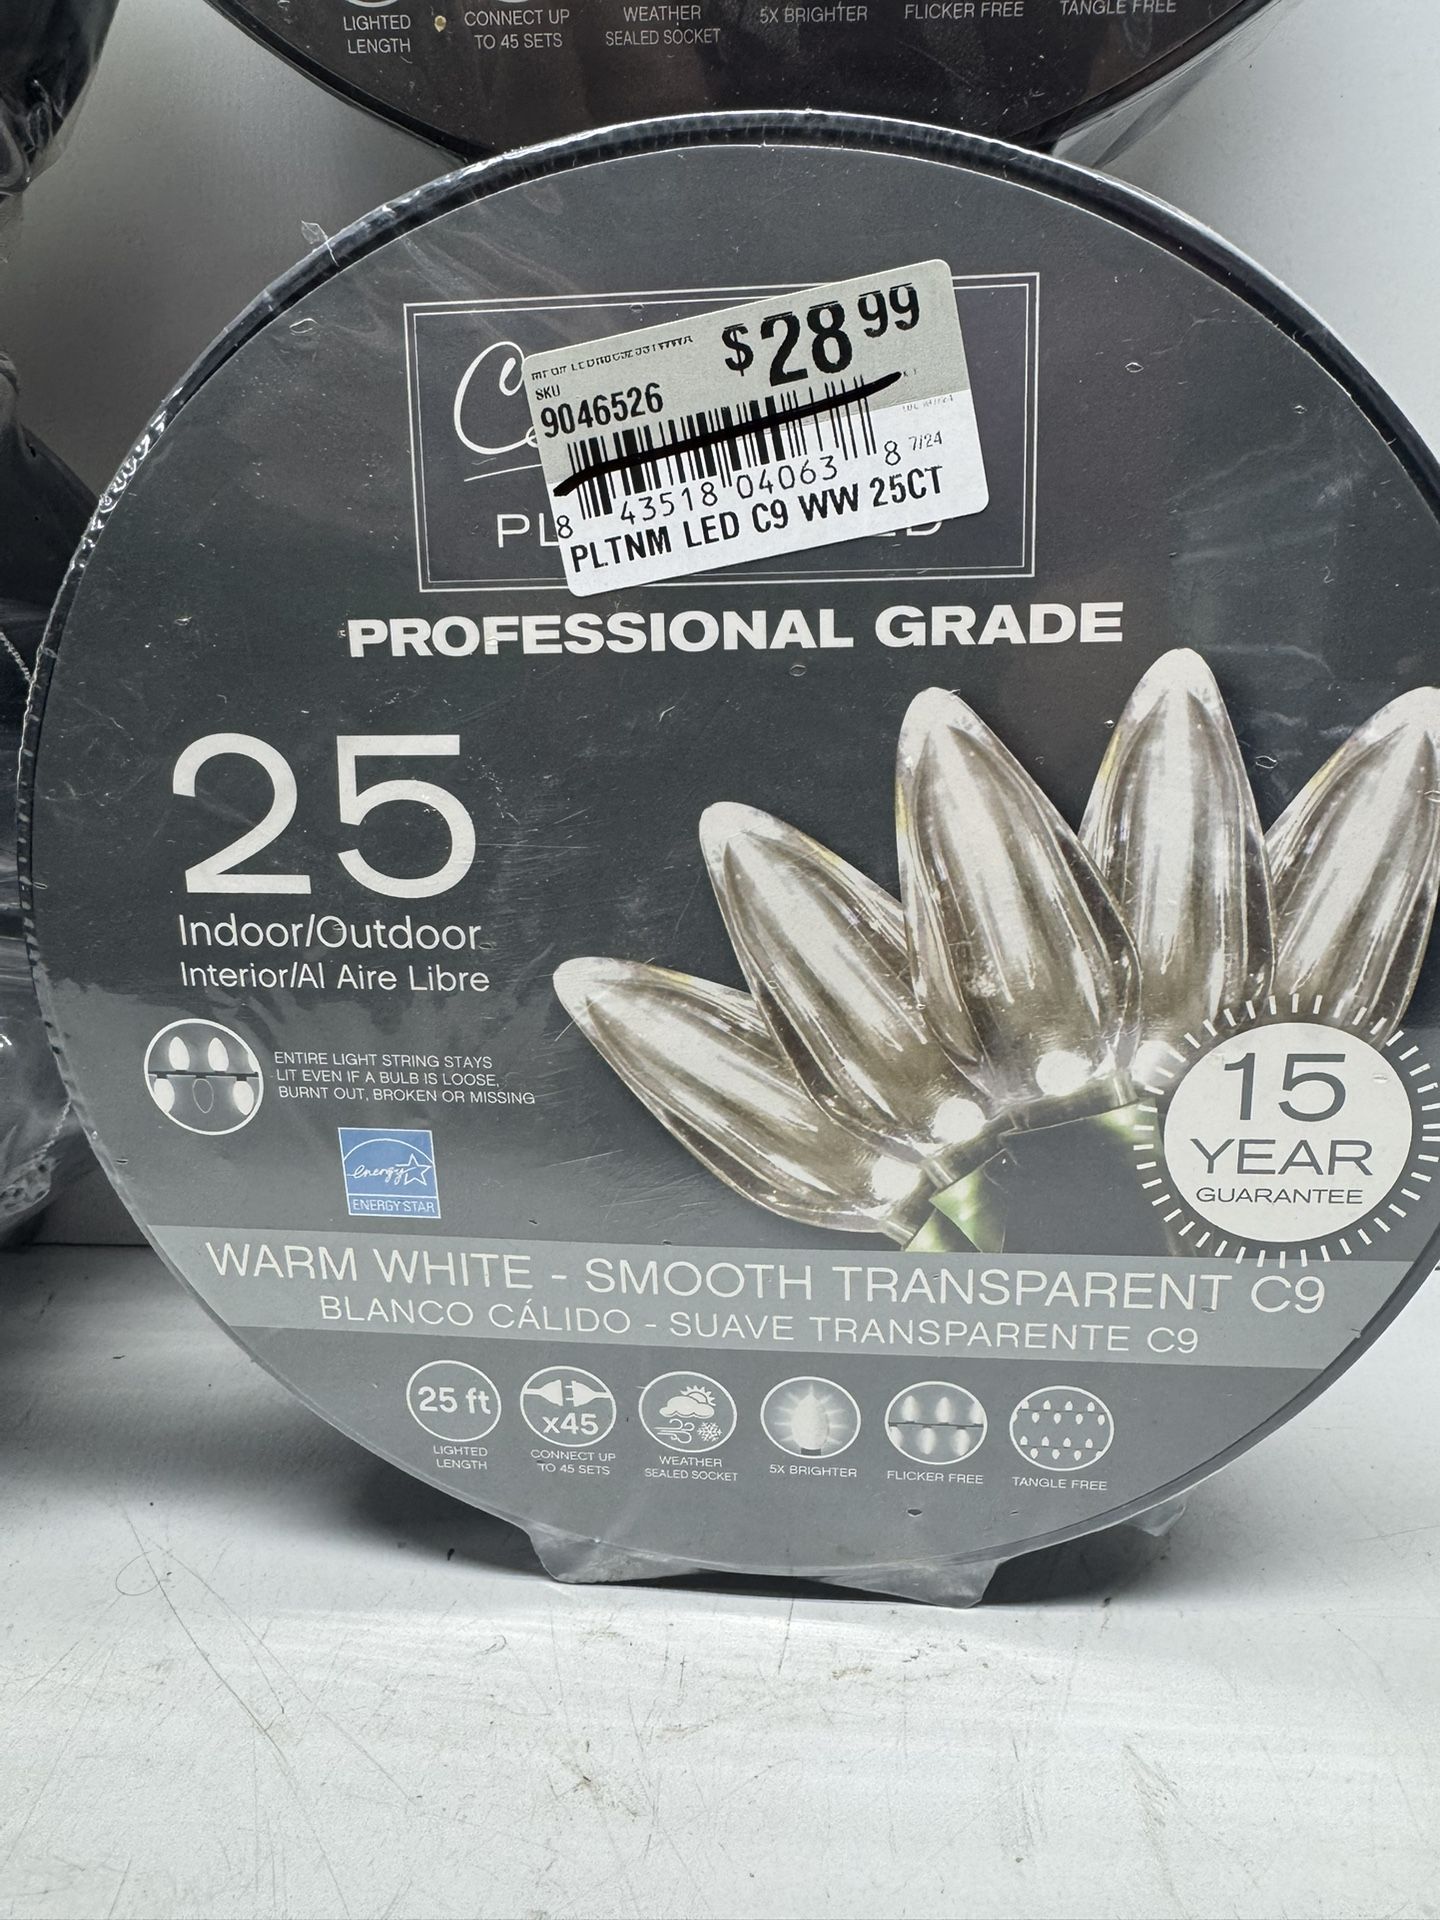 LIGHTED
LENGTH
CONNECT UP
TO 45 SETS
WEATHER
SEALED SOCKET
5X BRIGHTER
FLICKER FREE
TANGLE FREE
$28 99
SKU
9046526
8 43518 04063 8 7/24
PLTNM LED C9 WW 25CT
PROFESSIONAL GRADE
25
Indoor/Outdoor
Interior/Al Aire Libre
ENTIRE LIGHT STRING STAYS
LIT EVEN IF A BULB IS LOOSE,
BURNT OUT, BROKEN OR MISSING
energy
ENERGY STAR
15
YEAR
GUARANTEE
WARM WHITE - SMOOTH TRANSPARENT C9
BLANCO CÁLIDO - SUAVE TRANSPARENTE C9
25 ft
LIGHTED
LENGTH
x45
CONNECT UP
TO 45 SETS
WEATHER
SEALED SOCKET
5X BRIGHTER
FLICKER FREE
TANGLE FREE